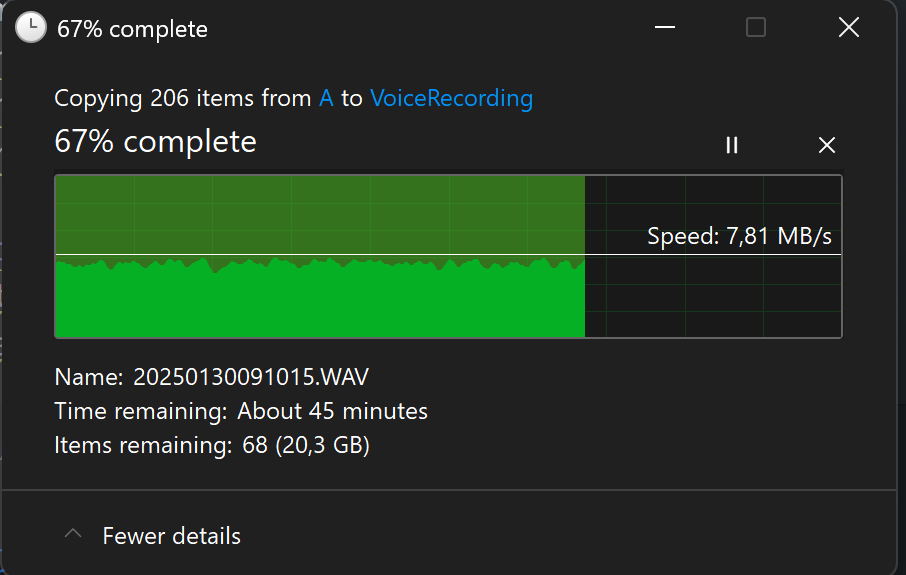 67% complete
Copying 206 items from A to VoiceRecording
67% complete
Speed: 7,81 MB/s
Name: 20250130091015.WAV
Time remaining: About 45 minutes
Items remaining: 68 (20,3 GB)
Fewer details